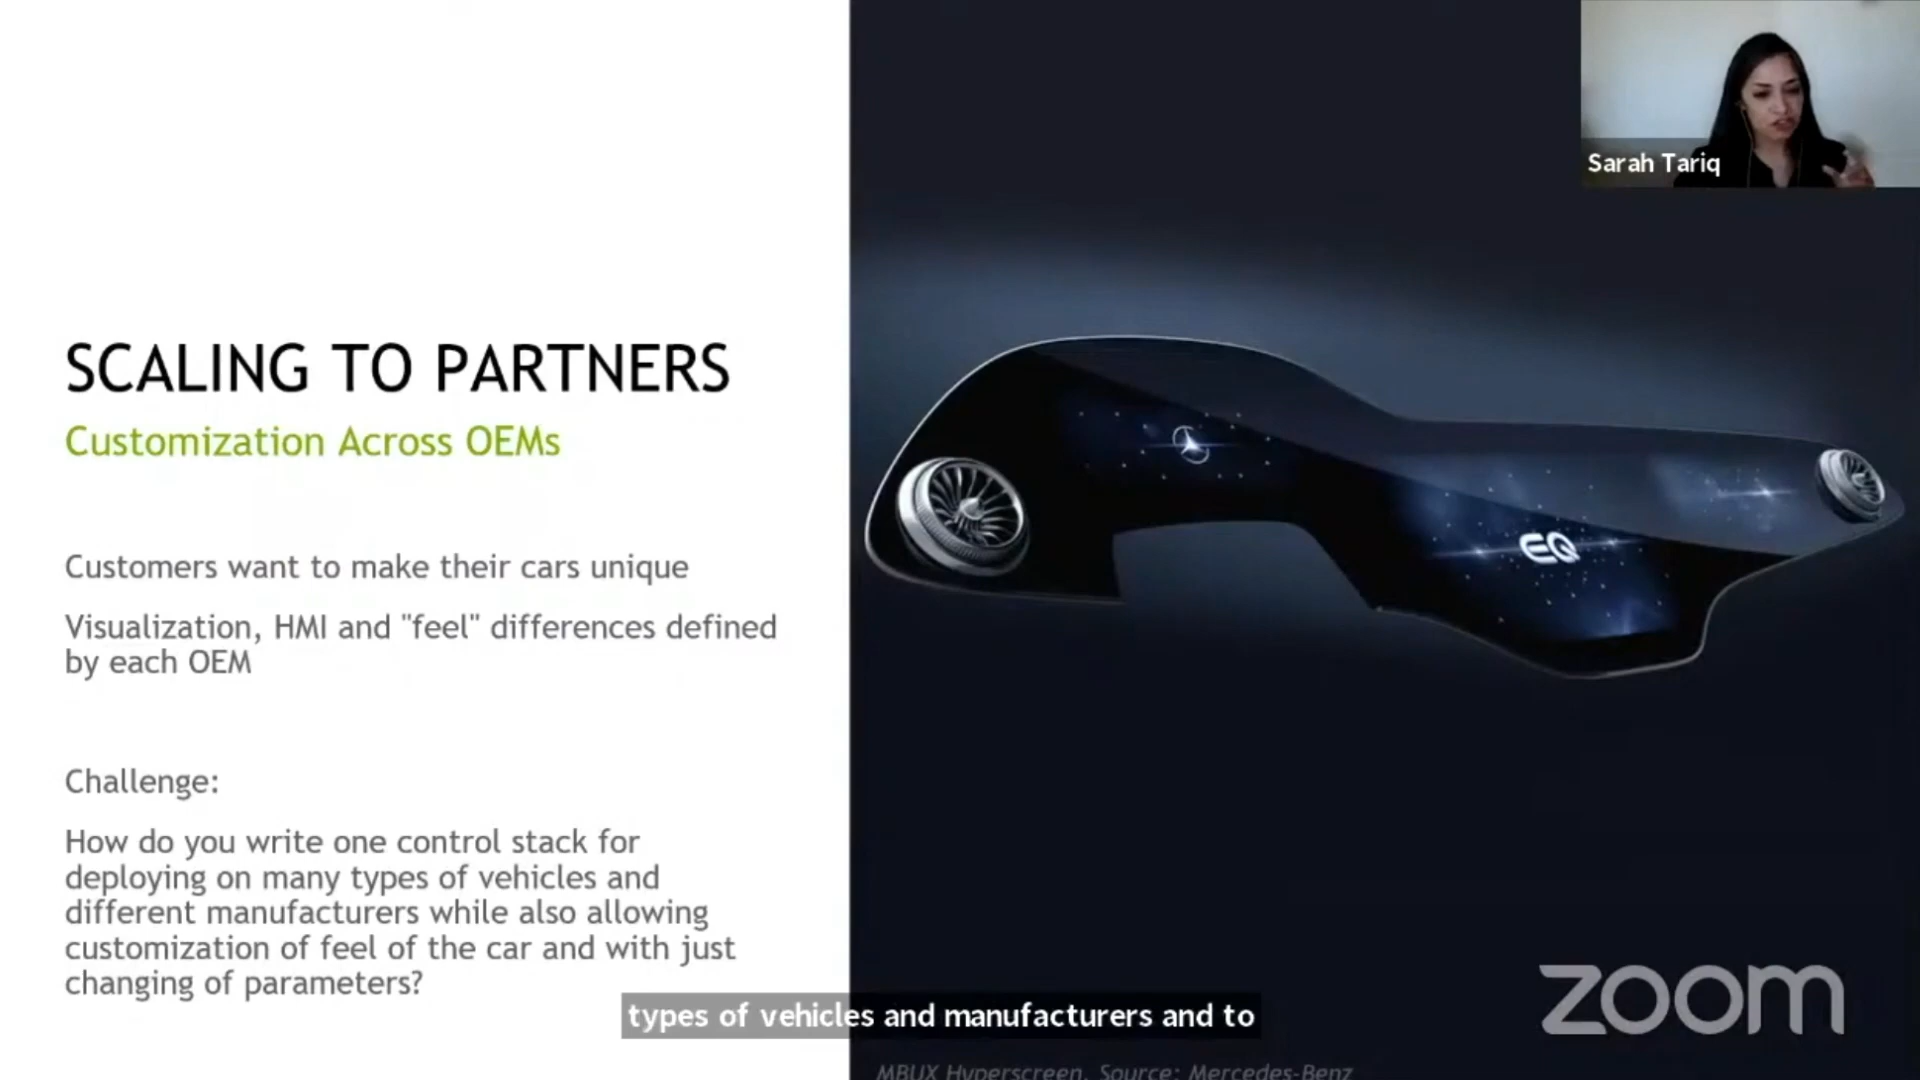 SCALING TO PARTNERS
Customization Across OEMs
Customers want to make their cars unique
Visualization, HMI and "feel" differences defined
by each OEM
Challenge:
How do you write one control stack for
deploying on many types of vehicles and
different manufacturers while also allowing
customization of feel of the car and with just
changing of parameters?
Sarah Tariq
EQ
types of vehicles and manufacturers and to
zoom
MBUX Hyperscreen, Source: Mercedes-Benz